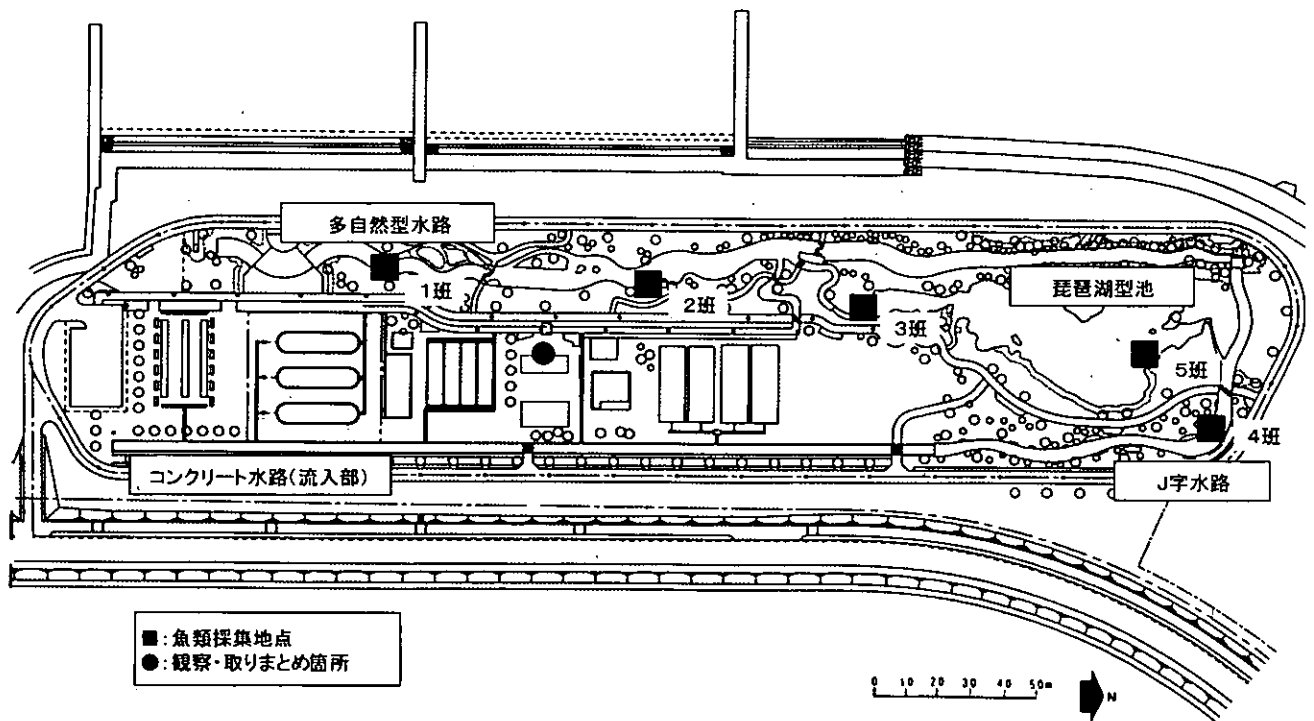 多自然型水路
1班
2班
琵琶湖型池
3班
5班
4班
コンクリート水路(流入部)
J字水路
■:魚類採集地点
●:観察・取りまとめ箇所
0 10 20 30 40 50m
N